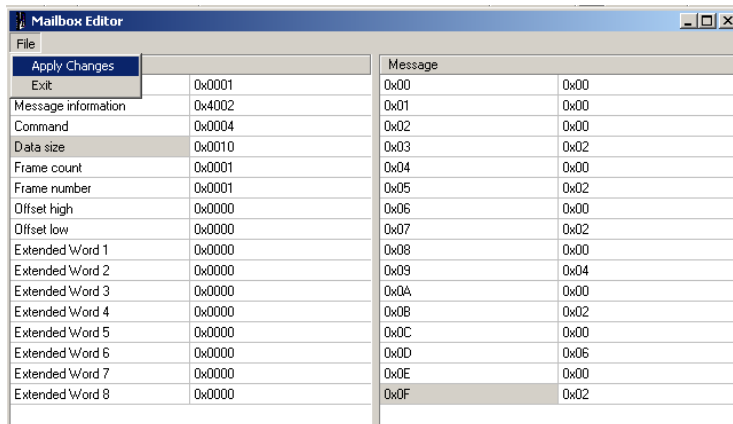 Mailbox Editor
File
Apply Changes
Exit
Message
0x0001 0x00 0x00
Message information 0x4002 0x01 0x00
Command 0x0004 0x02 0x00
Data size 0x0010 0x03 0x02
Frame count 0x0001 0x04 0x00
Frame number 0x0001 0x05 0x02
Offset high 0x0000 0x06 0x00
Offset low 0x0000 0x07 0x02
Extended Word 1 0x0000 0x08 0x00
Extended Word 2 0x0000 0x09 0x04
Extended Word 3 0x0000 0x0A 0x00
Extended Word 4 0x0000 0x0B 0x02
Extended Word 5 0x0000 0x0C 0x00
Extended Word 6 0x0000 0x0D 0x06
Extended Word 7 0x0000 0x0E 0x00
Extended Word 8 0x0000 0x0F 0x02